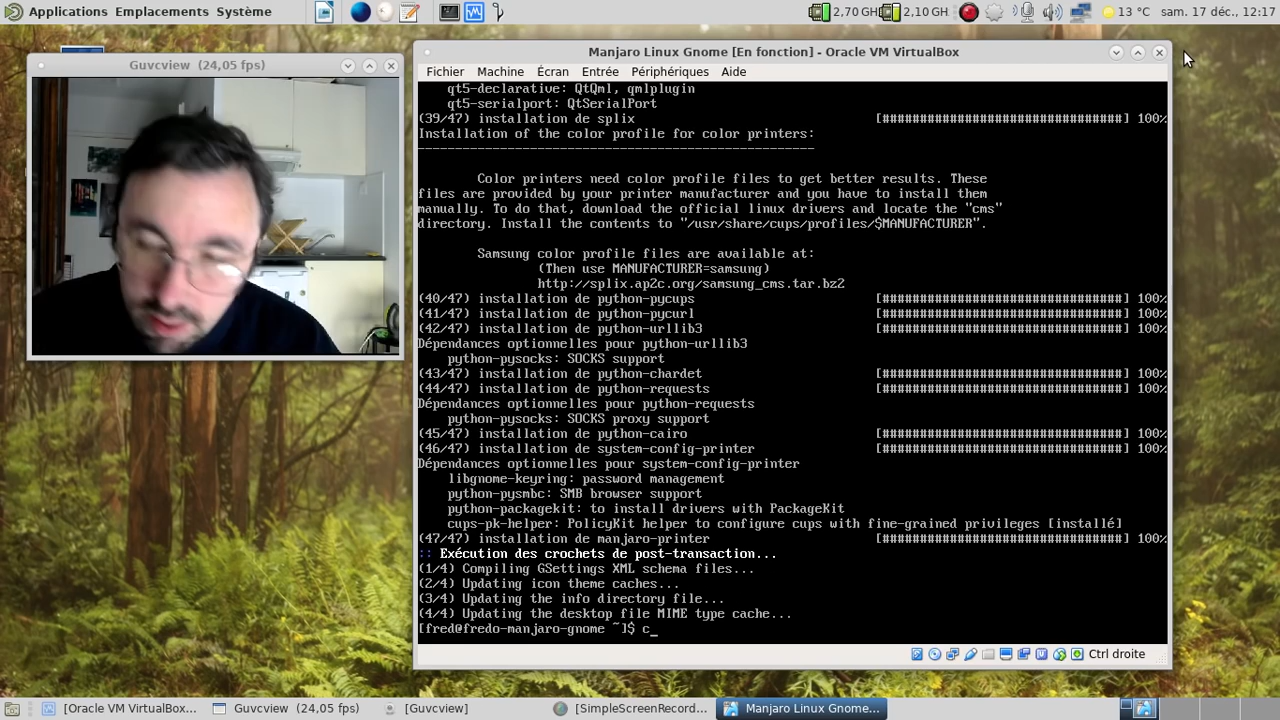 Applications Emplacements Système
2,70 GH 2,10 GH 13 °C sam. 17 déc., 12:17
Guvcview (24,05 fps)
Manjaro Linux Gnome [En fonction] - Oracle VM VirtualBox
Fichier Machine Écran Entrée Périphériques Aide
qt5-declarative: QtQml, qmlplugin
qt5-serialport: QtSerialPort
(39/47) installation de splix [################################] 100%
Installation of the color profile for color printers:
-----------------------------------------------------
Color printers need color profile files to get better results. These
files are provided by your printer manufacturer and you have to install them
manually. To do that, download the official linux drivers and locate the "cms"
directory. Install the contents to "/usr/share/cups/profiles/$MANUFACTURER".
Samsung color profile files are available at:
(Then use MANUFACTURER=samsung)
http://splix.ap2c.org/samsung_cms.tar.bz2
(40/47) installation de python-pycups [################################] 100%
(41/47) installation de python-pycurl [################################] 100%
(42/47) installation de python-urllib3 [################################] 100%
Dépendances optionnelles pour python-urllib3
python-pysocks: SOCKS support
(43/47) installation de python-chardet [################################] 100%
(44/47) installation de python-requests [################################] 100%
Dépendances optionnelles pour python-requests
python-pysocks: SOCKS proxy support
(45/47) installation de python-cairo [################################] 100%
(46/47) installation de system-config-printer [################################] 100%
Dépendances optionnelles pour system-config-printer
libgnome-keyring: password management
python-pysmbc: SMB browser support
python-packagekit: to install drivers with PackageKit
cups-pk-helper: PolicyKit helper to configure cups with fine-grained privileges [installé]
(47/47) installation de manjaro-printer [################################] 100%
:: Exécution des crochets de post-transaction...
(1/4) Compiling GSettings XML schema files...
(2/4) Updating icon theme caches...
(3/4) Updating the info directory file...
(4/4) Updating the desktop file MIME type cache...
[fred@fredo-manjaro-gnome ~]$ c_
Ctrl droite
[Oracle VM VirtualBox... Guvcview (24,05 fps) [Guvcview] [SimpleScreenRecord... Manjaro Linux Gnome...